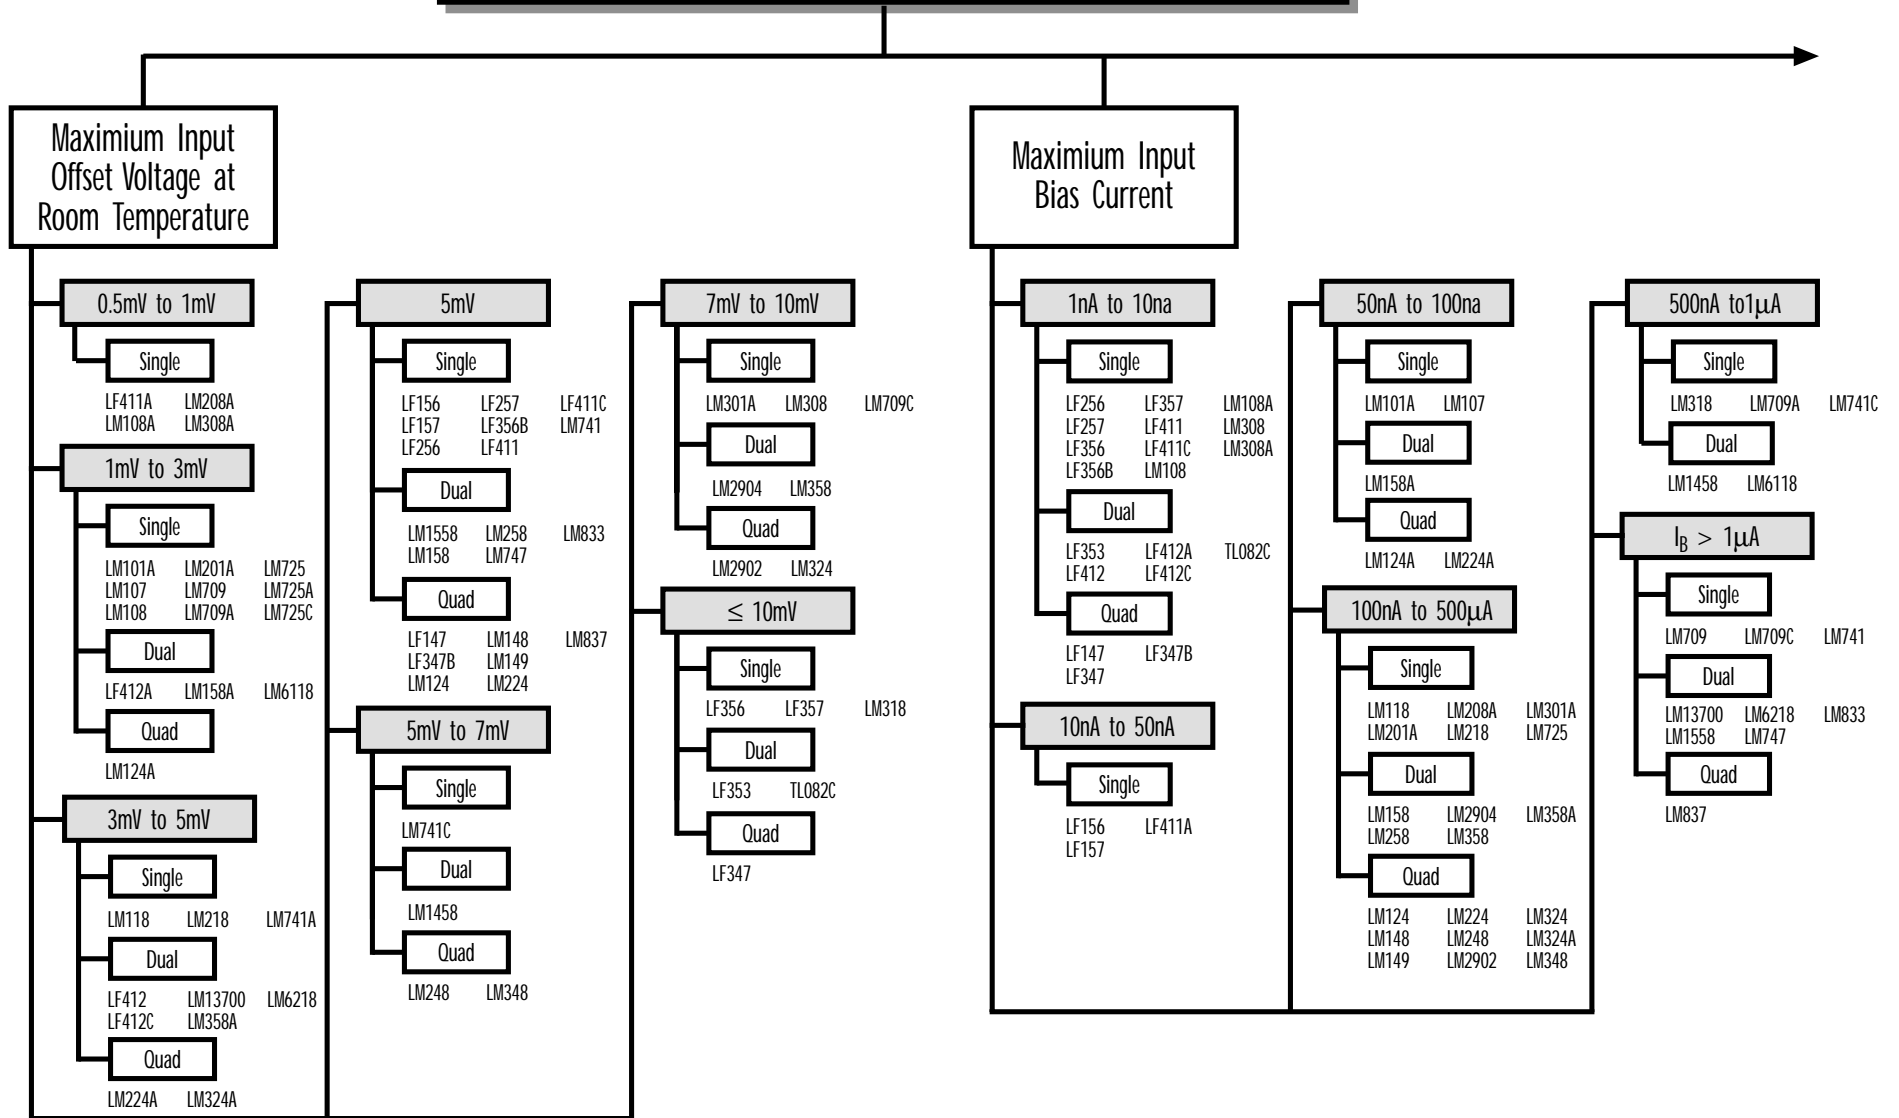 Maximium Input
Offset Voltage at
Room Temperature
0.5mV to 1mV
Single
LF411A LM208A
LM108A LM308A
1mV to 3mV
Single
LM101A LM201A LM725
LM107 LM709 LM725A
LM108 LM709A LM725C
Dual
LF412A LM158A LM6118
Quad
LM124A
3mV to 5mV
Single
LM118 LM218 LM741A
Dual
LF412 LM13700 LM6218
LF412C LM358A
Quad
LM224A LM324A
5mV
Single
LF156 LF257 LF411C
LF157 LF356B LM741
LF256 LF411
Dual
LM1558 LM258 LM833
LM158 LM747
Quad
LF147 LM148 LM837
LF347B LM149
LM124 LM224
5mV to 7mV
Single
LM741C
Dual
LM1458
Quad
LM248 LM348
7mV to 10mV
Single
LM301A LM308 LM709C
Dual
LM2904 LM358
Quad
LM2902 LM324
≤ 10mV
Single
LF356 LF357 LM318
Dual
LF353 TL082C
Quad
LF347
Maximium Input
Bias Current
1nA to 10na
Single
LF256 LF357 LM108A
LF257 LF411 LM308
LF356 LF411C LM308A
LF356B LM108
Dual
LF353 LF412A TL082C
LF412 LF412C
Quad
LF147 LF347B
LF347
10nA to 50nA
Single
LF156 LF411A
LF157
50nA to 100na
Single
LM101A LM107
Dual
LM158A
Quad
LM124A LM224A
100nA to 500µA
Single
LM118 LM208A LM301A
LM201A LM218 LM725
Dual
LM158 LM2904 LM358A
LM258 LM358
Quad
LM124 LM224 LM324
LM148 LM248 LM324A
LM149 LM2902 LM348
500nA to1µA
Single
LM318 LM709A LM741C
Dual
LM1458 LM6118
IB > 1µA
Single
LM709 LM709C LM741
Dual
LM13700 LM6218 LM833
LM1558 LM747
Quad
LM837